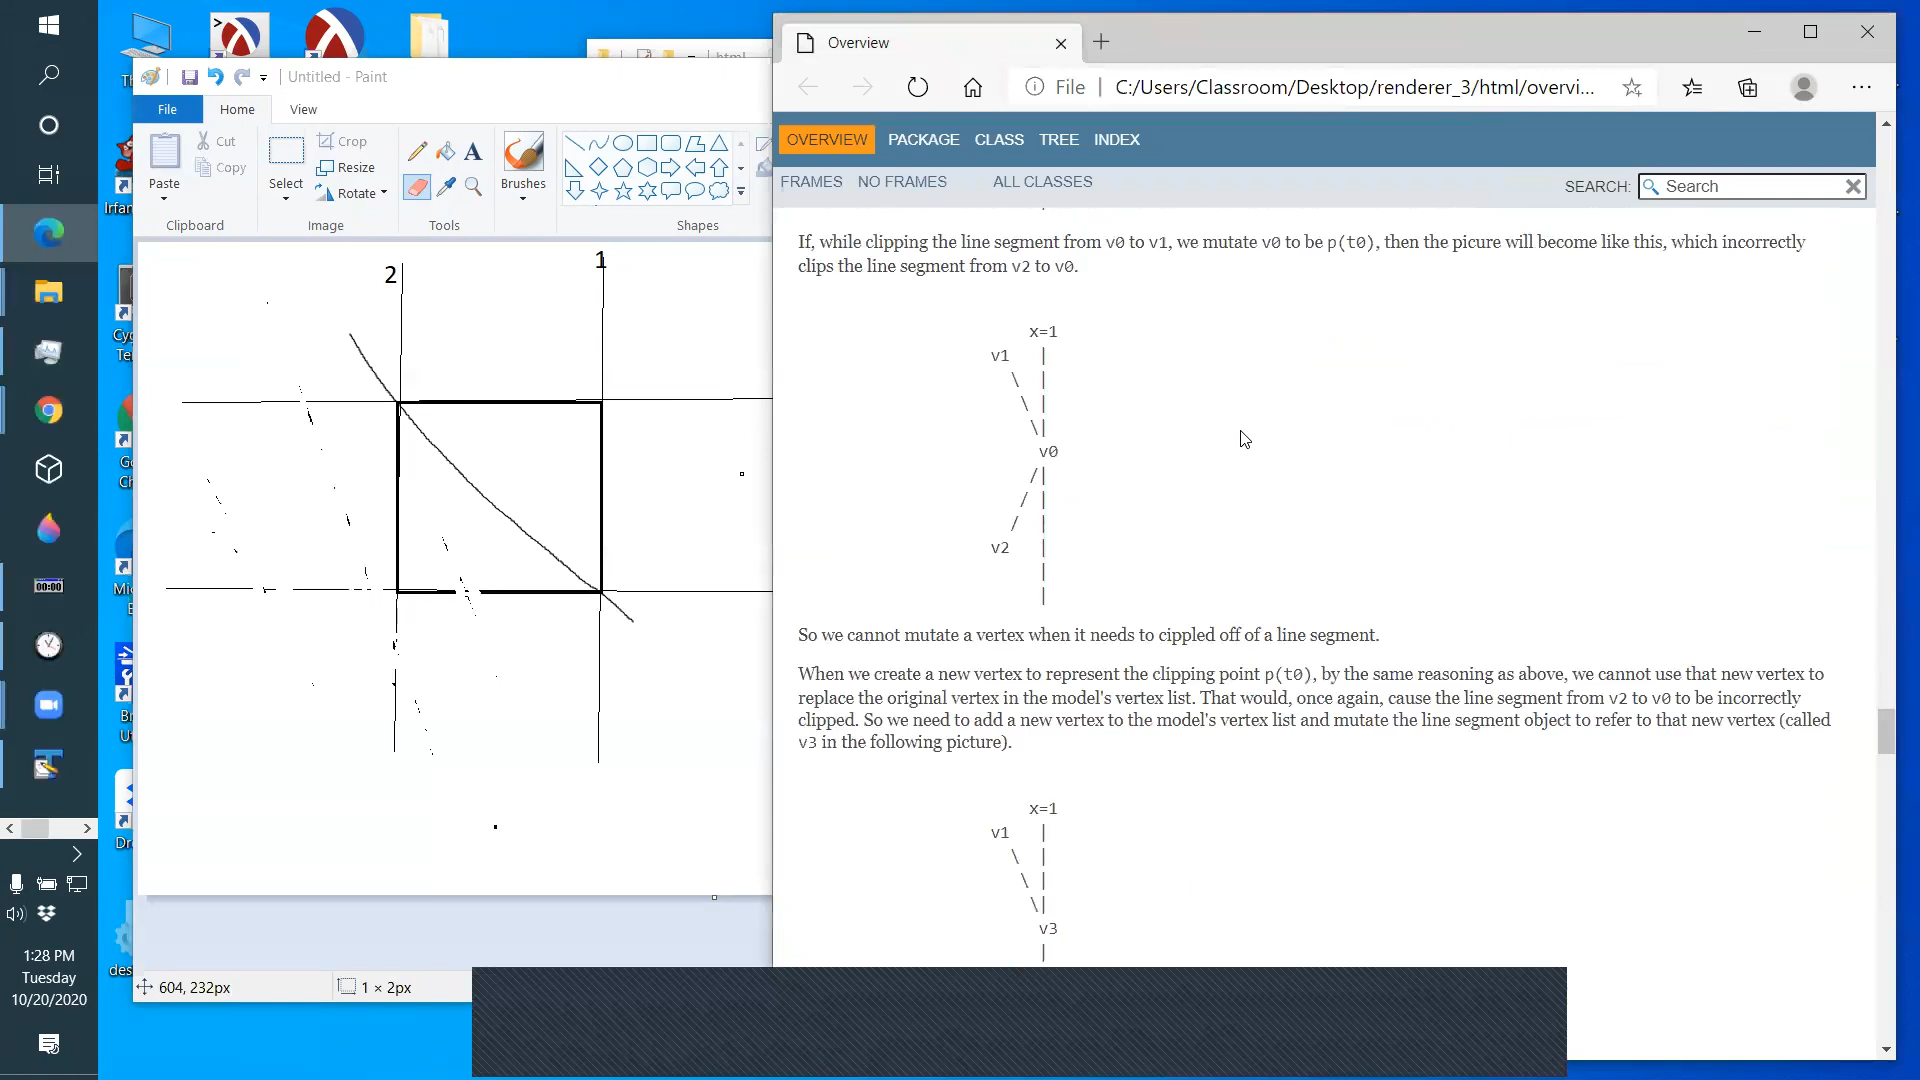 Untitled - Paint
File
Home
View
Paste
Cut
Copy
Clipboard
Select
Crop
Resize
Rotate
Image
Tools
Brushes
Shapes
2
1
604, 232px
1 × 2px
1:28 PM
Tuesday
10/20/2020
00:00
Overview
File
C:/Users/Classroom/Desktop/renderer_3/html/overvi...
OVERVIEW PACKAGE CLASS TREE INDEX
FRAMES NO FRAMES ALL CLASSES
SEARCH: Search
If, while clipping the line segment from v0 to v1, we mutate v0 to be p(t0), then the picure will become like this, which incorrectly
clips the line segment from v2 to v0.
x=1
v1 |
\ |
\ |
\|
v0
/|
/ |
/ |
v2 |
|
|
So we cannot mutate a vertex when it needs to cippled off of a line segment.
When we create a new vertex to represent the clipping point p(t0), by the same reasoning as above, we cannot use that new vertex to
replace the original vertex in the model's vertex list. That would, once again, cause the line segment from v2 to v0 to be incorrectly
clipped. So we need to add a new vertex to the model's vertex list and mutate the line segment object to refer to that new vertex (called
v3 in the following picture).
x=1
v1 |
\ |
\ |
\|
v3
|